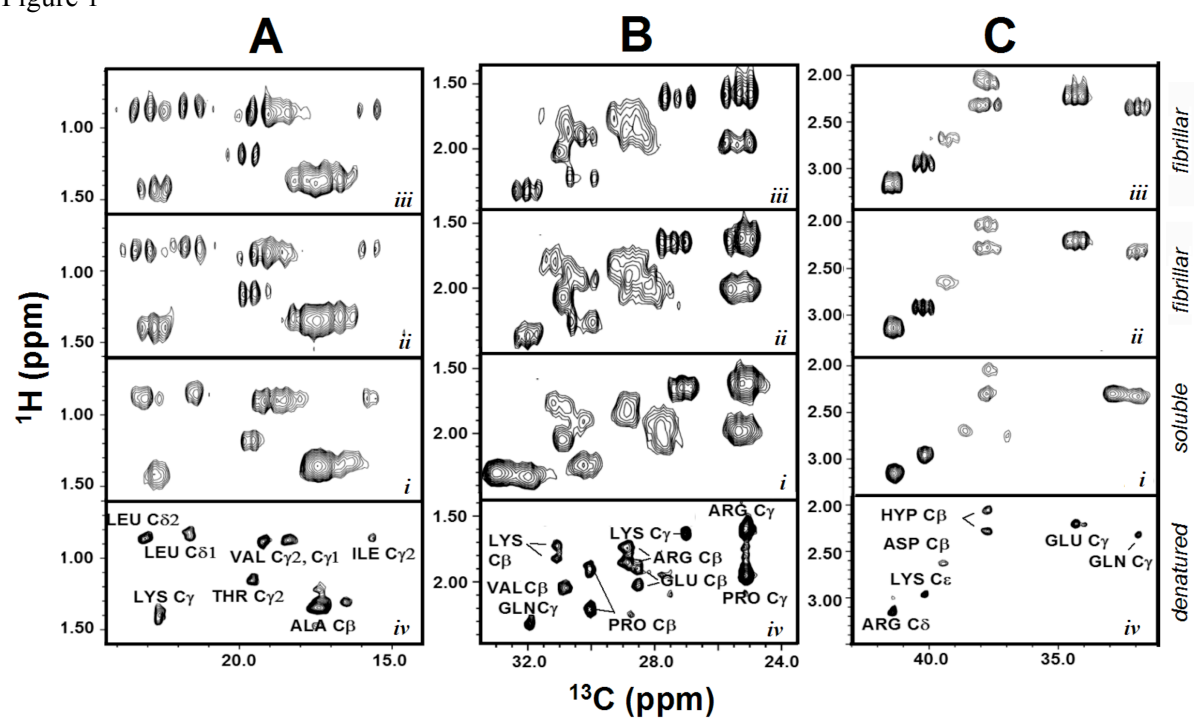 Figure 1
A
B
C
1.00
1.50
iii
1.00
1.50
ii
1.00
1.50
i
LEU Cδ2
LEU Cδ1
VAL Cγ2, Cγ1
ILE Cγ2
LYS Cγ
THR Cγ2
ALA Cβ
1.00
1.50
iv
20.0
15.0
1.50
2.00
iii
1.50
2.00
ii
1.50
2.00
i
ARG Cγ
LYS Cγ
LYS
Cβ
ARG Cβ
GLU Cβ
VAL Cβ
GLN Cγ
PRO Cγ
PRO Cβ
1.50
2.00
iv
32.0
28.0
24.0
2.00
2.50
3.00
iii
2.00
2.50
3.00
ii
2.00
2.50
3.00
i
HYP Cβ
ASP Cβ
GLU Cγ
GLN Cγ
LYS Cε
ARG Cδ
2.00
2.50
3.00
iv
40.0
35.0
fibrillar
fibrillar
soluble
denatured
1H (ppm)
13C (ppm)